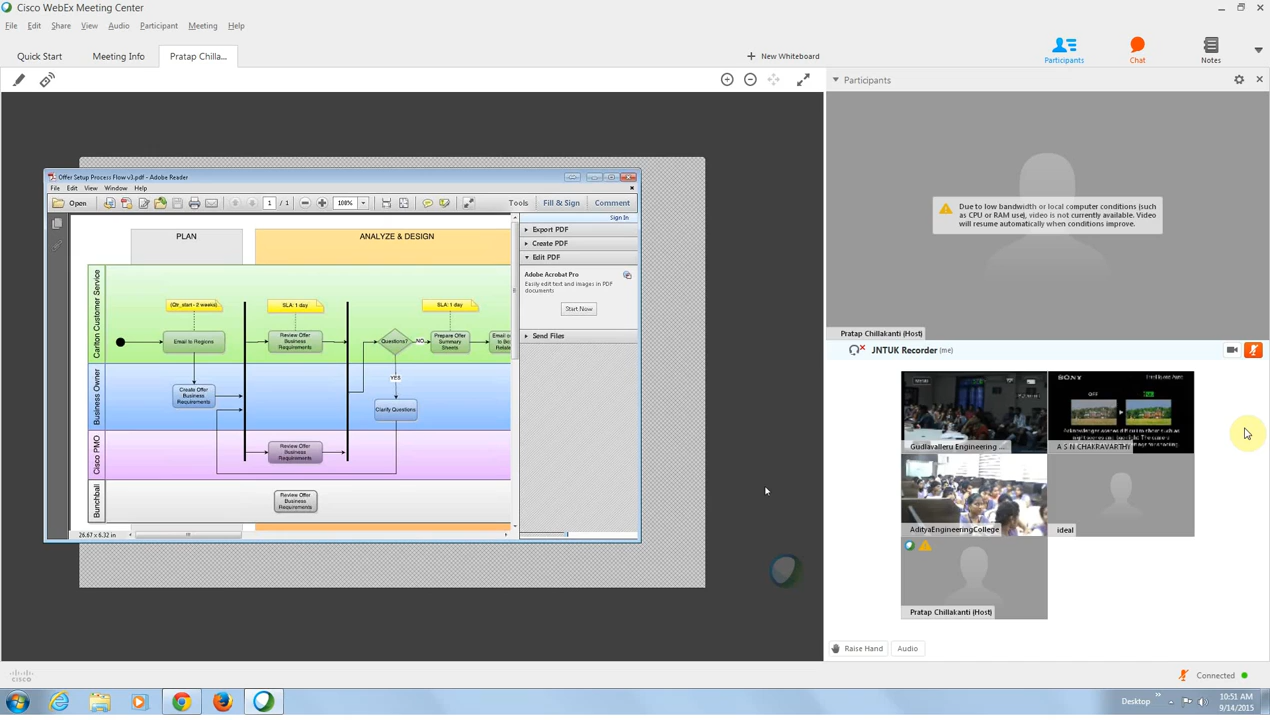 Cisco WebEx Meeting Center
File Edit Share View Audio Participant Meeting Help
Quick Start Meeting Info Pratap Chilla... New Whiteboard
Participants Chat Notes
Participants
Offer Setup Process Flow v3.pdf - Adobe Reader
File Edit View Window Help
Open 1 / 1 108% Tools Fill & Sign Comment
Sign In
PLAN ANALYZE & DESIGN
Carlton Customer Service
SLA: 1 day
SLA: 1 day
Email to Regions
Review Offer
Business
Requirements
Questions?
NO
Prepare Offer
Summary
Sheets
YES
Business Owner
Create Offer
Business
Requirements
Clarify Questions
Cisco PMO
Review Offer
Business
Requirements
Bunchball
Review Offer
Business
Requirements
26.67 x 6.32 in
Export PDF
Create PDF
Edit PDF
Adobe Acrobat Pro
Easily edit text and images in PDF
documents
Start Now
Send Files
Due to low bandwidth or local computer conditions (such
as CPU or RAM use), video is not currently available. Video
will resume automatically when conditions improve.
Pratap Chillakanti (Host)
JNTUK Recorder (me)
Gudlavalleru Engineering ...
SONY
OFF
A S N CHAKRAVARTHY
AdityaEngineeringCollege
ideal
Pratap Chillakanti (Host)
Raise Hand Audio
cisco
Connected
Desktop
10:51 AM
9/14/2015